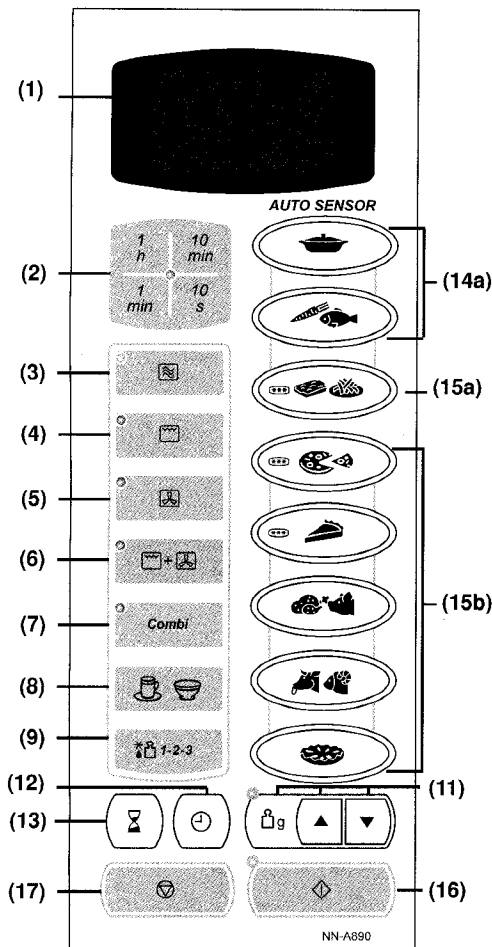 (1)
AUTO SENSOR
1 h
10 min
(2)
1 min
10 s
(14a)
(3)
(15a)
(4)
(5)
(6)
+
(7)
Combi
(15b)
(8)
(9)
1-2-3
(12)
(11)
(13)
g
(17)
(16)
NN-A890